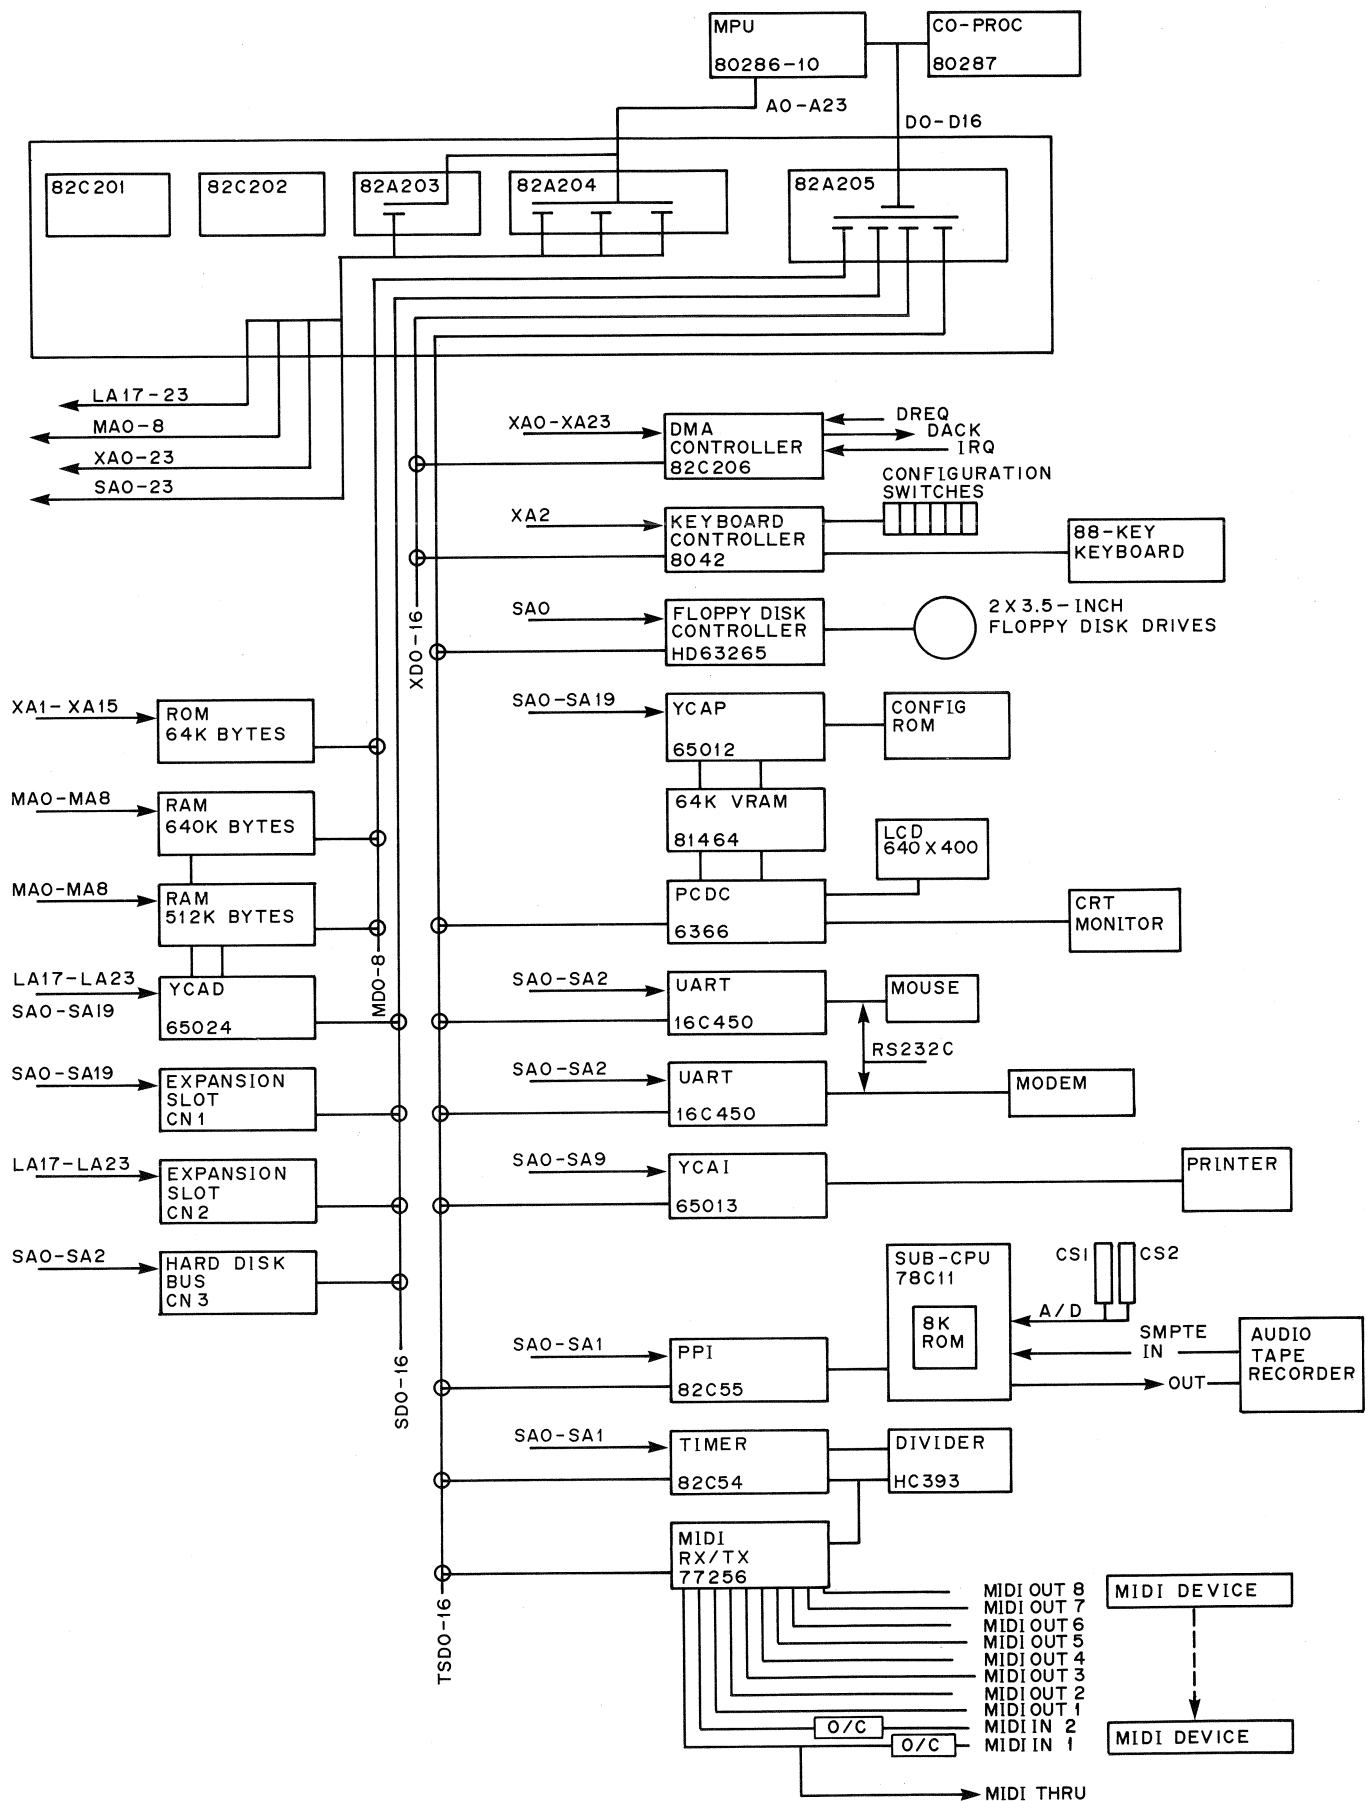 MPU
80286-10
CO-PROC
80287
A0-A23
D0-D16
82C201
82C202
82A203
82A204
82A205
LA17-23
MA0-8
XA0-23
SA0-23
XA0-XA23
DMA
CONTROLLER
82C206
DREQ
DACK
IRQ
CONFIGURATION
SWITCHES
XA2
KEYBOARD
CONTROLLER
8042
88-KEY
KEYBOARD
SA0
FLOPPY DISK
CONTROLLER
HD63265
2X3.5-INCH
FLOPPY DISK DRIVES
XD0-16
XA1-XA15
ROM
64K BYTES
SA0-SA19
YCAP
65012
CONFIG
ROM
MA0-MA8
RAM
640K BYTES
64K VRAM
81464
LCD
640X400
MA0-MA8
RAM
512K BYTES
PCDC
6366
CRT
MONITOR
MD0-8
LA17-LA23
SA0-SA19
YCAD
65024
SA0-SA2
UART
16C450
MOUSE
RS232C
SA0-SA19
EXPANSION
SLOT
CN1
SA0-SA2
UART
16C450
MODEM
LA17-LA23
EXPANSION
SLOT
CN2
SA0-SA9
YCAI
65013
PRINTER
SA0-SA2
HARD DISK
BUS
CN3
SUB-CPU
78C11
8K
ROM
CS1
CS2
A/D
SMPTE
IN
OUT
AUDIO
TAPE
RECORDER
SD0-16
SA0-SA1
PPI
82C55
SA0-SA1
TIMER
82C54
DIVIDER
HC393
MIDI
RX/TX
77256
TSD0-16
MIDI OUT 8
MIDI OUT 7
MIDI OUT 6
MIDI OUT 5
MIDI OUT 4
MIDI OUT 3
MIDI OUT 2
MIDI OUT 1
O/C
MIDI IN 2
O/C
MIDI IN 1
MIDI THRU
MIDI DEVICE
MIDI DEVICE